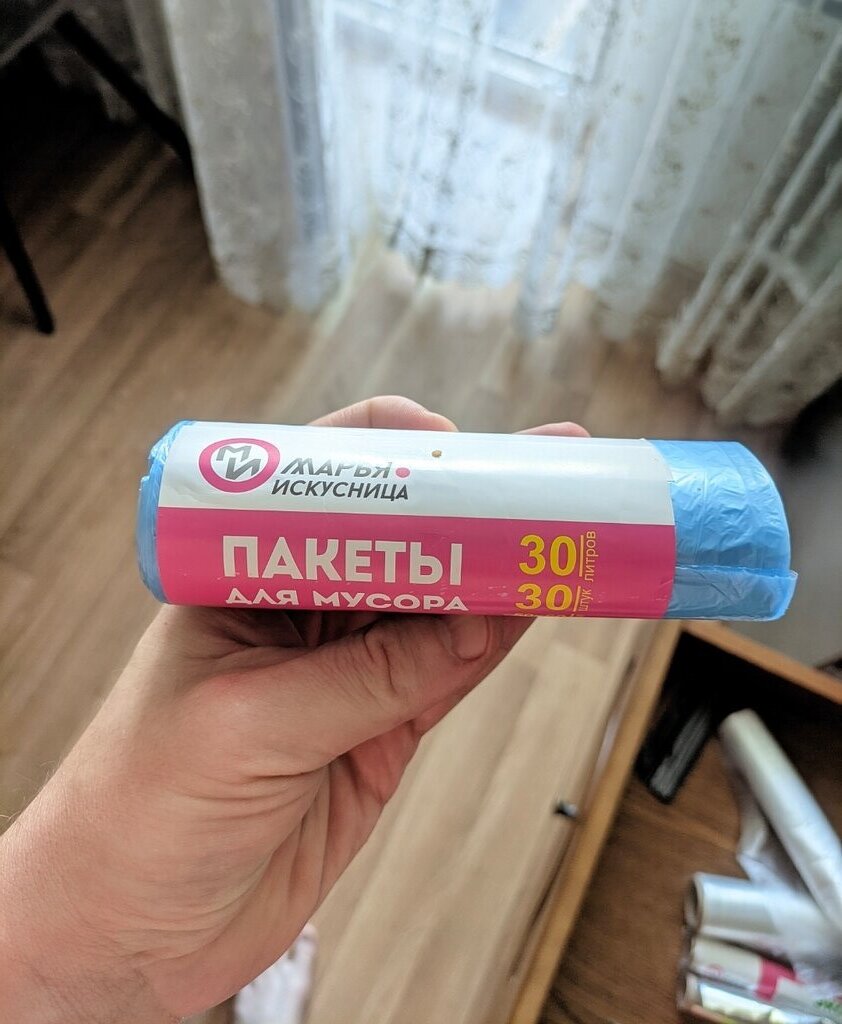 МИ
МАРЬЯ
ИСКУСНИЦА
ПАКЕТЫ
ДЛЯ МУСОРА
30 литров
30 штук